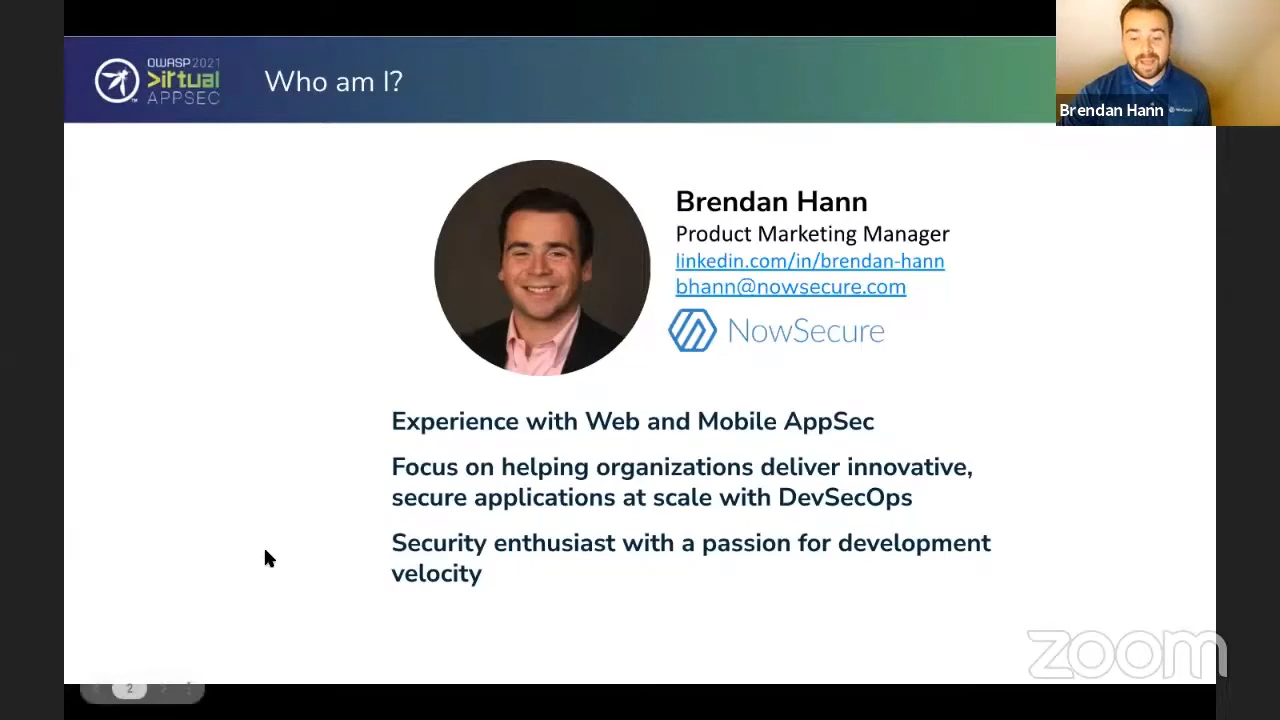 OWASP 2021
Virtual
APPSEC
Who am I?
Brendan Hann
Brendan Hann
Product Marketing Manager
linkedin.com/in/brendan-hann
bhann@nowsecure.com
NowSecure
Experience with Web and Mobile AppSec
Focus on helping organizations deliver innovative,
secure applications at scale with DevSecOps
Security enthusiast with a passion for development
velocity
zoom
2